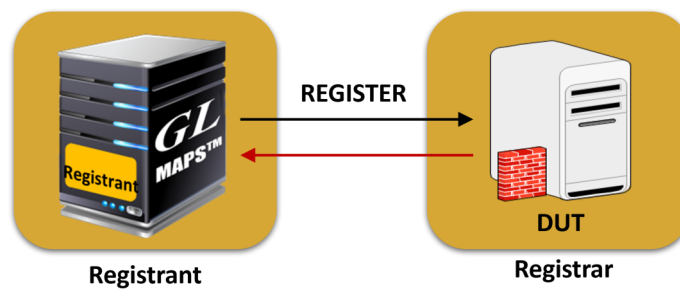 GL
MAPS™
Registrant
REGISTER
DUT
Registrant
Registrar